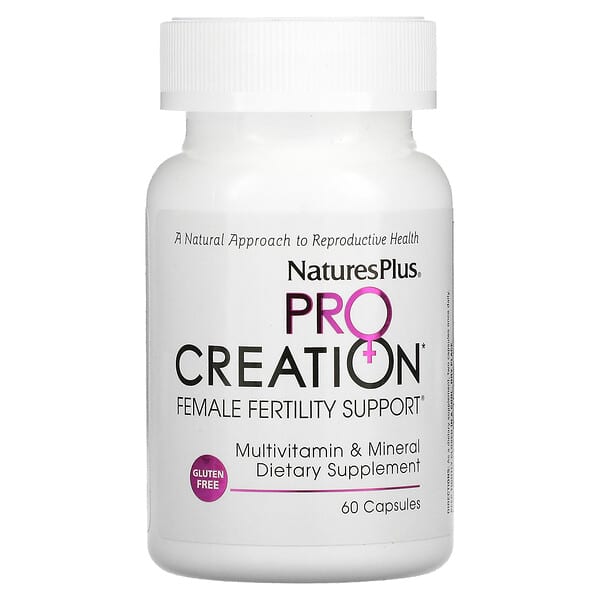 A Natural Approach to Reproductive Health
NaturesPlus®
PRO
CREATION*
FEMALE FERTILITY SUPPORT*
Multivitamin & Mineral
Dietary Supplement
GLUTEN
FREE
60 Capsules